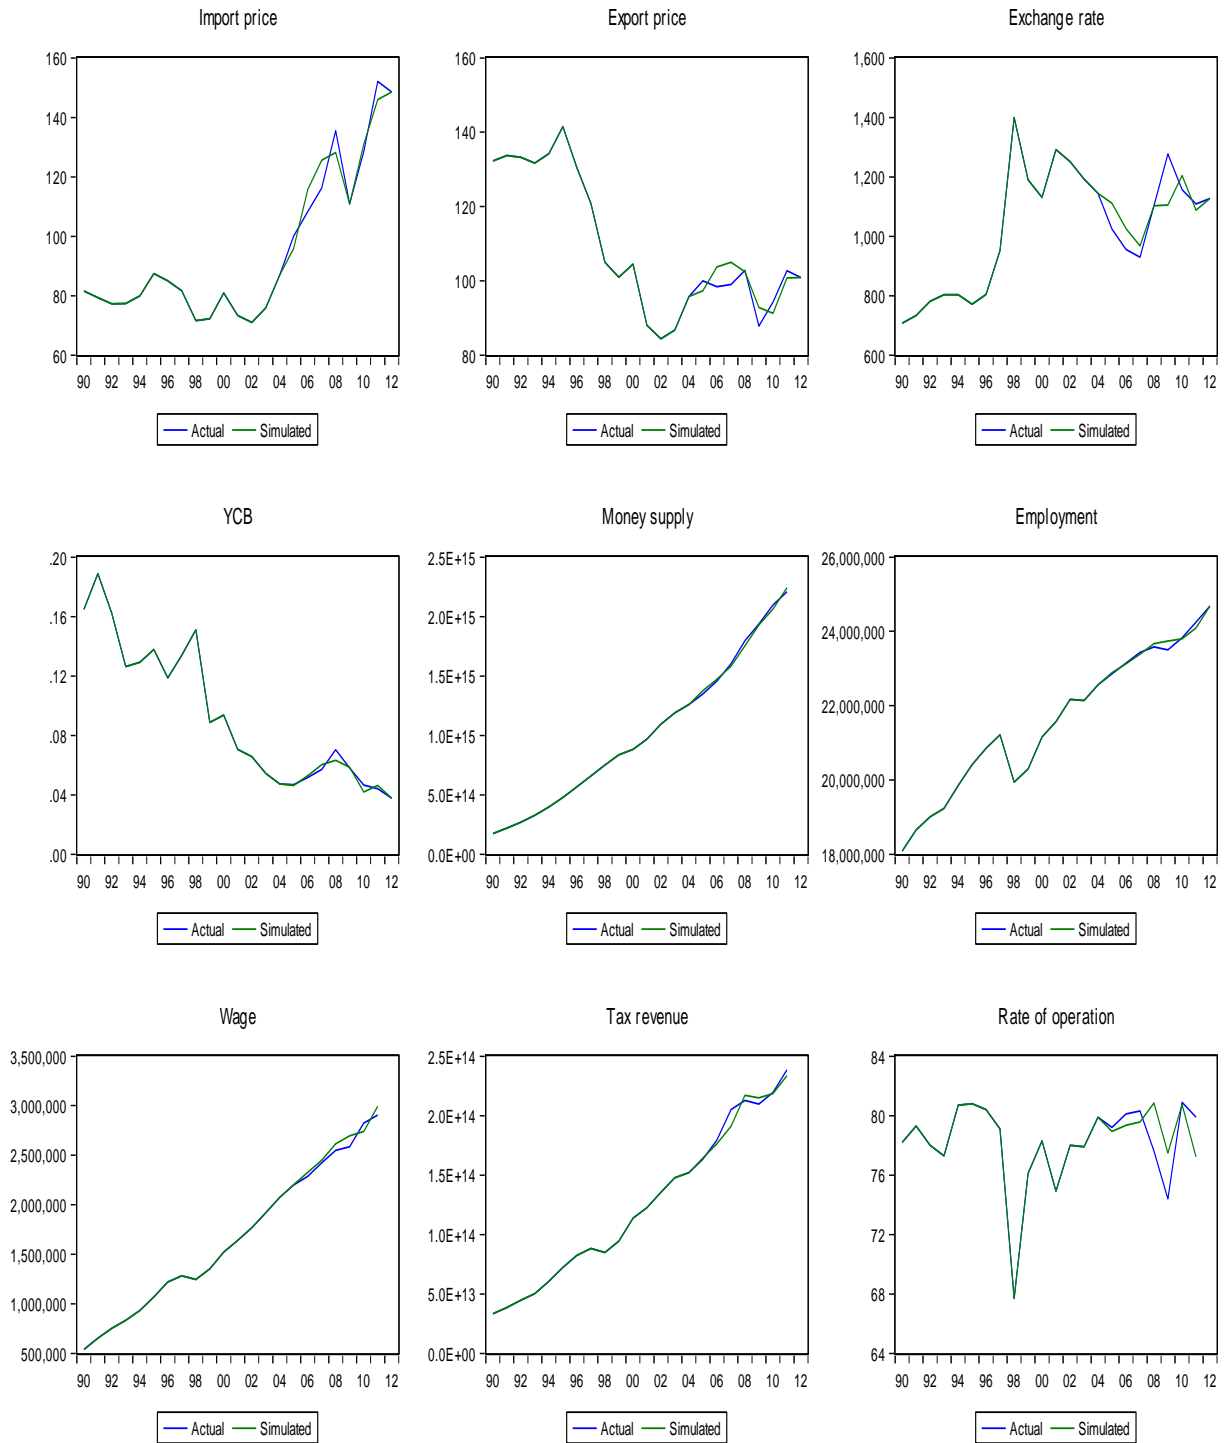 Import price
160
140
120
100
80
60
90 92 94 96 98 00 02 04 06 08 10 12
Actual Simulated
Export price
160
140
120
100
80
90 92 94 96 98 00 02 04 06 08 10 12
Actual Simulated
Exchange rate
1,600
1,400
1,200
1,000
800
600
90 92 94 96 98 00 02 04 06 08 10 12
Actual Simulated
YCB
.20
.16
.12
.08
.04
.00
90 92 94 96 98 00 02 04 06 08 10 12
Actual Simulated
Money supply
2.5E+15
2.0E+15
1.5E+15
1.0E+15
5.0E+14
0.0E+00
90 92 94 96 98 00 02 04 06 08 10 12
Actual Simulated
Employment
26,000,000
24,000,000
22,000,000
20,000,000
18,000,000
90 92 94 96 98 00 02 04 06 08 10 12
Actual Simulated
Wage
3,500,000
3,000,000
2,500,000
2,000,000
1,500,000
1,000,000
500,000
90 92 94 96 98 00 02 04 06 08 10 12
Actual Simulated
Tax revenue
2.5E+14
2.0E+14
1.5E+14
1.0E+14
5.0E+13
0.0E+00
90 92 94 96 98 00 02 04 06 08 10 12
Actual Simulated
Rate of operation
84
80
76
72
68
64
90 92 94 96 98 00 02 04 06 08 10 12
Actual Simulated